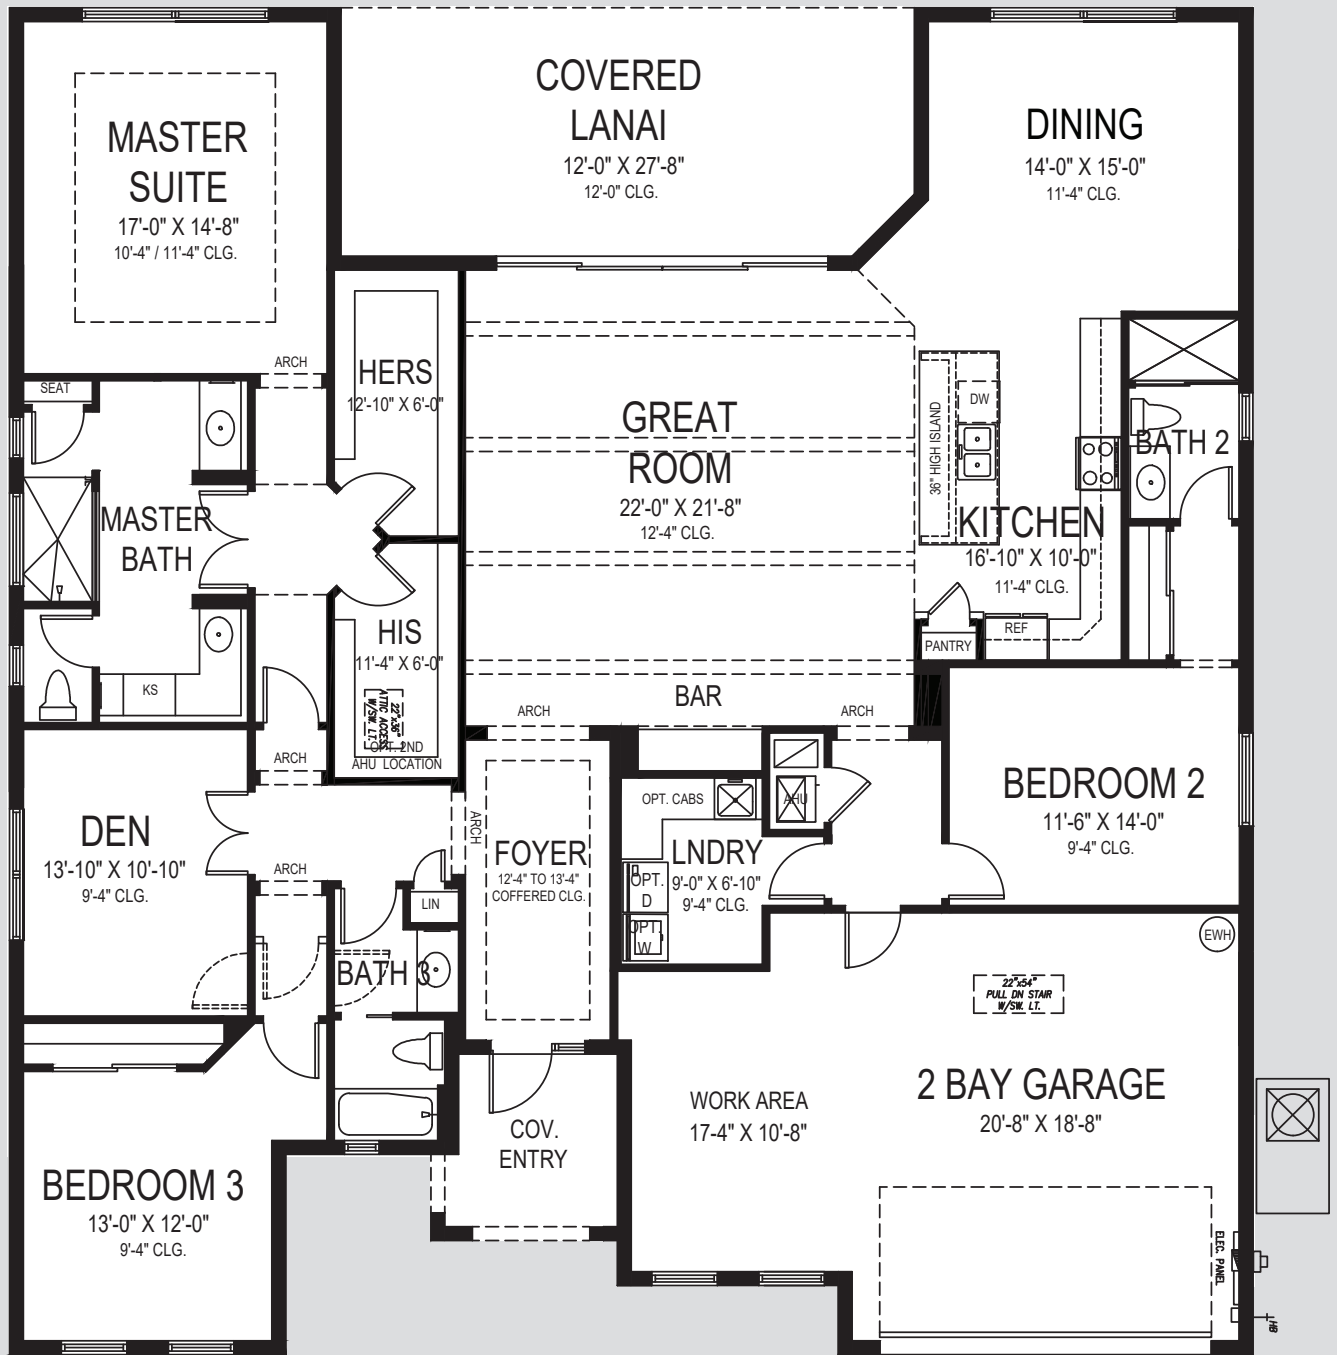 COVERED
LANAI
12'-0" X 27'-8"
12'-0" CLG.
MASTER
SUITE
17'-0" X 14'-8"
10'-4" / 11'-4" CLG.
DINING
14'-0" X 15'-0"
11'-4" CLG.
ARCH
SEAT
HERS
12'-10" X 6'-0"
GREAT
ROOM
22'-0" X 21'-8"
12'-4" CLG.
DW
36" HIGH ISLAND
BATH 2
MASTER
BATH
KITCHEN
16'-10" X 10'-0"
11'-4" CLG.
HIS
11'-4" X 6'-0"
REF
PANTRY
KS
22"x36"
ATTIC ACCESS
W/SW. LT.
OPT. 2ND
AHU LOCATION
BAR
ARCH
ARCH
ARCH
BEDROOM 2
11'-6" X 14'-0"
9'-4" CLG.
OPT. CABS
AHU
DEN
13'-10" X 10'-10"
9'-4" CLG.
ARCH
FOYER
12'-4" TO 13'-4"
COFFERED CLG.
LNDRY
9'-0" X 6'-10"
9'-4" CLG.
ARCH
OPT.
D
OPT.
W
LIN
EWH
BATH 3
22"x54"
PULL DN STAIR
W/SW. LT.
2 BAY GARAGE
20'-8" X 18'-8"
WORK AREA
17'-4" X 10'-8"
COV.
ENTRY
BEDROOM 3
13'-0" X 12'-0"
9'-4" CLG.
ELEC. PANEL
HB